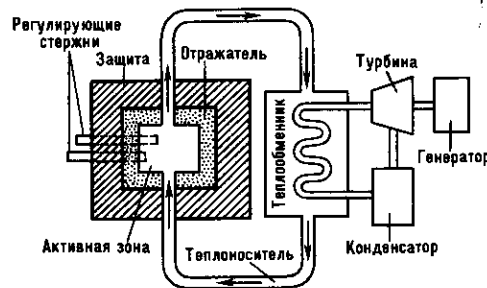 Регулирующие
стержни
Защита
Отражатель
Турбина
Теплообменник
Генератор
Активная зона
Теплоноситель
Конденсатор